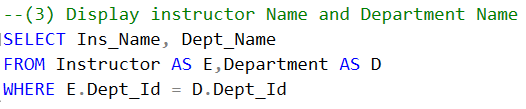 --(3) Display instructor Name and Department Name
SELECT Ins_Name, Dept_Name
FROM Instructor AS E,Department AS D
WHERE E.Dept_Id = D.Dept_Id